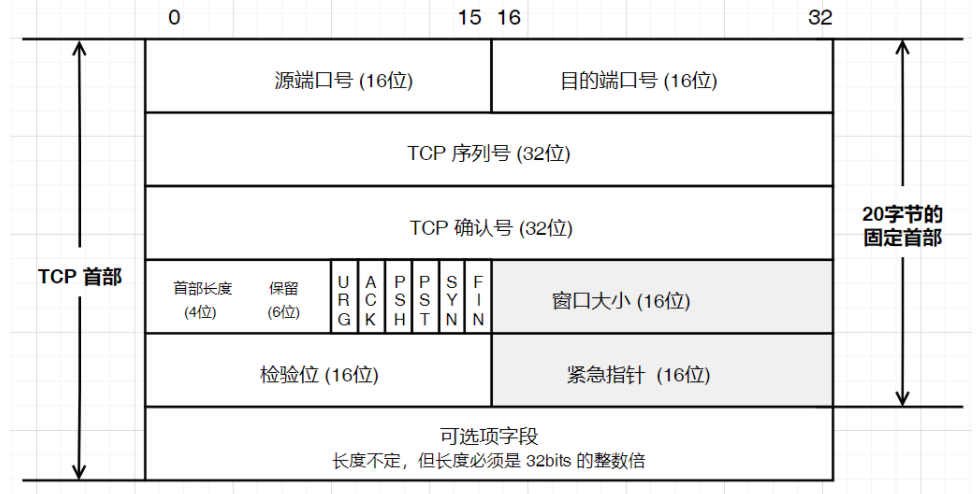 0 15 16 32
源端口号 (16位) 目的端口号 (16位)
TCP 序列号 (32位)
TCP 确认号 (32位)
20字节的
固定首部
TCP 首部
首部长度
(4位)
保留
(6位)
URG
ACK
PSH
PST
SYN
FIN
窗口大小 (16位)
检验位 (16位) 紧急指针 (16位)
可选项字段
长度不定，但长度必须是 32bits 的整数倍